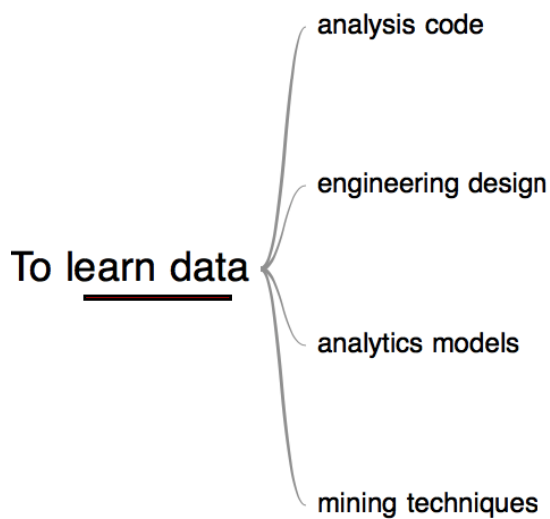 To learn data
analysis code
engineering design
analytics models
mining techniques